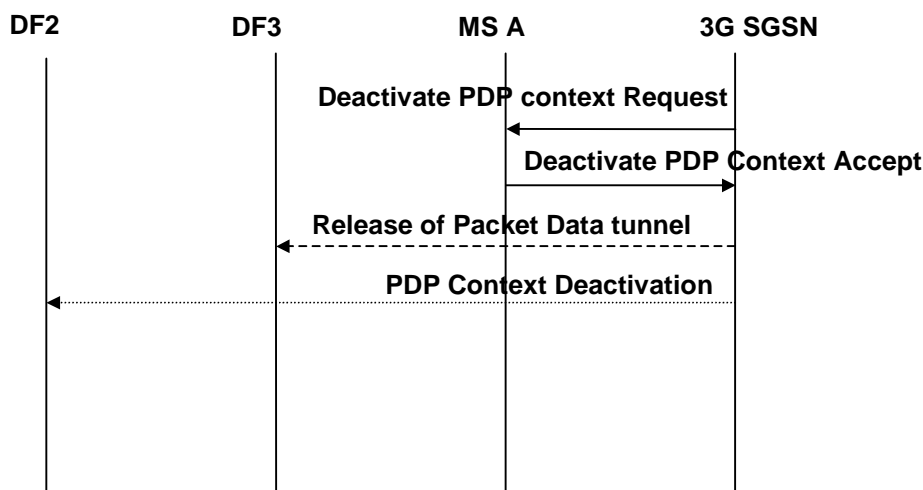 DF2 DF3 MS A 3G SGSN
Deactivate PDP context Request
Deactivate PDP Context Accept
Release of Packet Data tunnel
PDP Context Deactivation